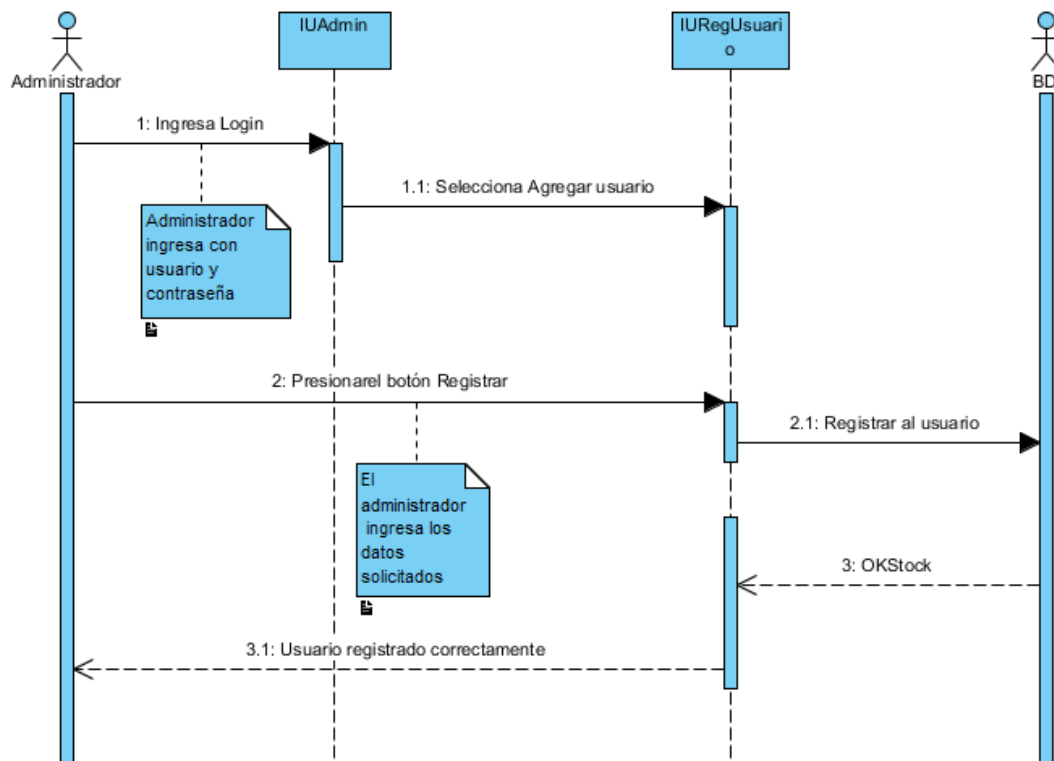 IUAdmin
IURegUsuari
o
Administrador
BD
1: Ingresa Login
1.1: Selecciona Agregar usuario
Administrador
ingresa con
usuario y
contraseña
2: Presionarel botón Registrar
2.1: Registrar al usuario
El
administrador
ingresa los
datos
solicitados
3: OKStock
3.1: Usuario registrado correctamente